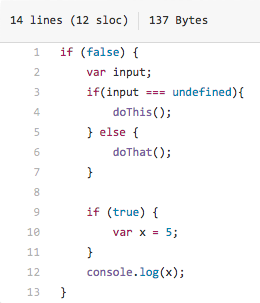 14 lines (12 sloc) 137 Bytes
1 if (false) {
2     var input;
3     if(input === undefined){
4         doThis();
5     } else {
6         doThat();
7     }
8
9     if (true) {
10         var x = 5;
11     }
12     console.log(x);
13 }